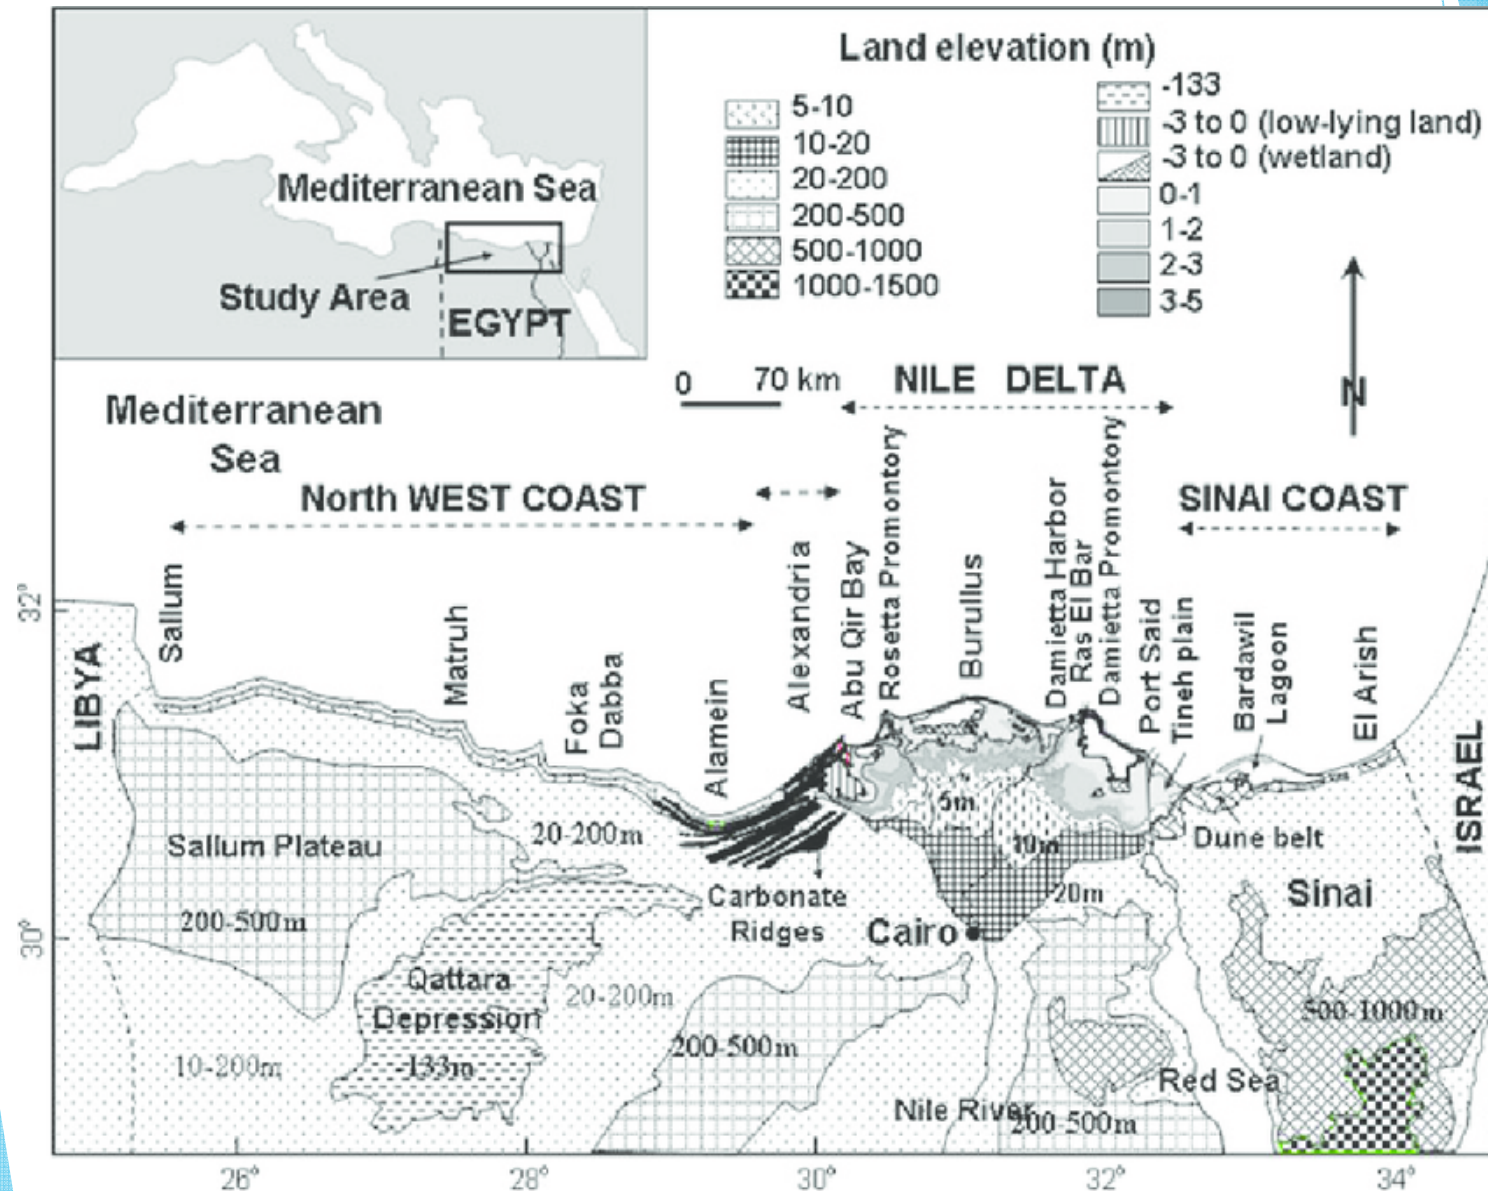 Mediterranean Sea
Study Area
EGYPT
Land elevation (m)
5-10
10-20
20-200
200-500
500-1000
1000-1500
-133
-3 to 0 (low-lying land)
-3 to 0 (wetland)
0-1
1-2
2-3
3-5
N
0 70 km
NILE DELTA
Mediterranean
Sea
North WEST COAST
SINAI COAST
Sallum
Matruh
Foka
Dabba
Alamein
Alexandria
Abu Qir Bay
Rosetta Promontory
Burullus
Damietta Harbor
Ras El Bar
Damietta Promontory
Port Said
Tineh plain
Bardawil
Lagoon
El Arish
32°
30°
LIBYA
ISRAEL
Sallum Plateau
200-500m
20-200m
5m
10m
20m
Dune belt
Sinai
Carbonate
Ridges
Cairo
Qattara
Depression
-133m
20-200m
10-200m
200-500m
500-1000m
Red Sea
Nile River
200-500m
26°
28°
30°
32°
34°